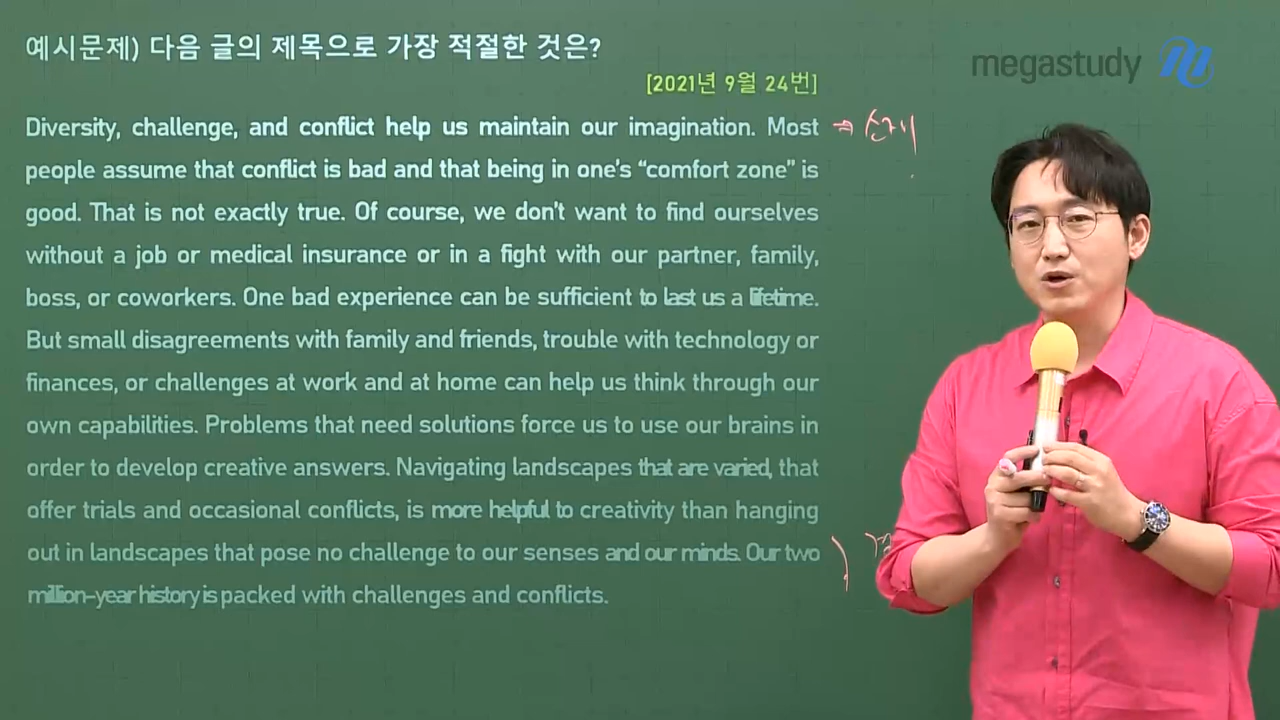 예시문제) 다음 글의 제목으로 가장 적절한 것은?
megastudy
[2021년 9월 24번]
Diversity, challenge, and conflict help us maintain our imagination. Most
people assume that conflict is bad and that being in one's “comfort zone” is
good. That is not exactly true. Of course, we don't want to find ourselves
without a job or medical insurance or in a fight with our partner, family,
boss, or coworkers. One bad experience can be sufficient to last us a lifetime.
But small disagreements with family and friends, trouble with technology or
finances, or challenges at work and at home can help us think through our
own capabilities. Problems that need solutions force us to use our brains in
order to develop creative answers. Navigating landscapes that are varied, that
offer trials and occasional conflicts, is more helpful to creativity than hanging
out in landscapes that pose no challenge to our senses and our minds. Our two
million-year history is packed with challenges and conflicts.